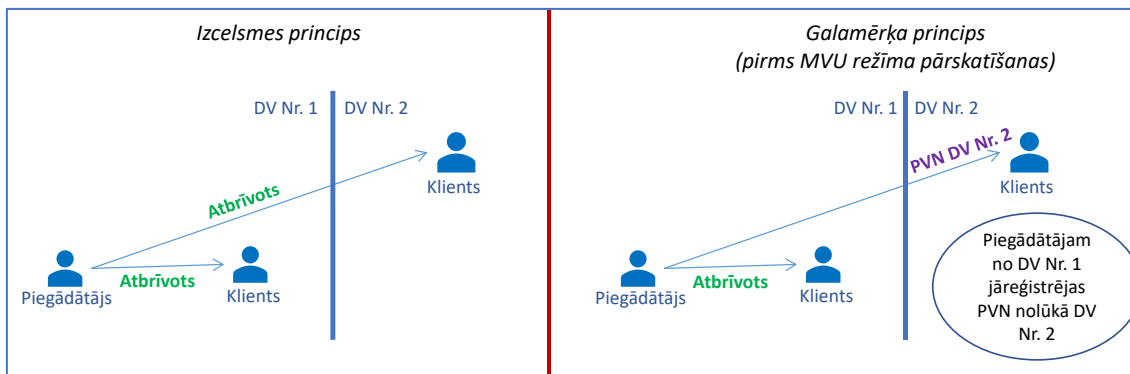 Izcelsmes princips
DV Nr. 1
DV Nr. 2
Klients
Atbrīvots
Piegādātājs
Atbrīvots
Klients
Galamērķa princips
(pirms MVU režīma pārskatīšanas)
DV Nr. 1
DV Nr. 2
PVN DV Nr. 2
Klients
Piegādātājs
Atbrīvots
Klients
Piegādātājam
no DV Nr. 1
jāreģistrējas
PVN nolūkā DV
Nr. 2